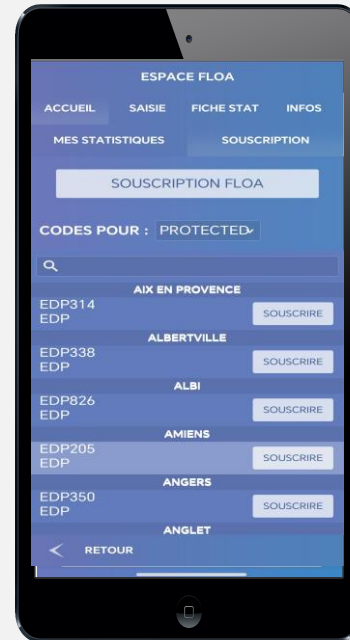 ESPACE FLOA
ACCUEIL SAISIE FICHE STAT INFOS
MES STATISTIQUES SOUSCRIPTION
SOUSCRIPTION FLOA
CODES POUR : PROTECTED
AIX EN PROVENCE
EDP314
EDP
SOUSCRIRE
ALBERTVILLE
EDP338
EDP
SOUSCRIRE
ALBI
EDP826
EDP
SOUSCRIRE
AMIENS
EDP205
EDP
SOUSCRIRE
ANGERS
EDP350
EDP
SOUSCRIRE
ANGLET
RETOUR